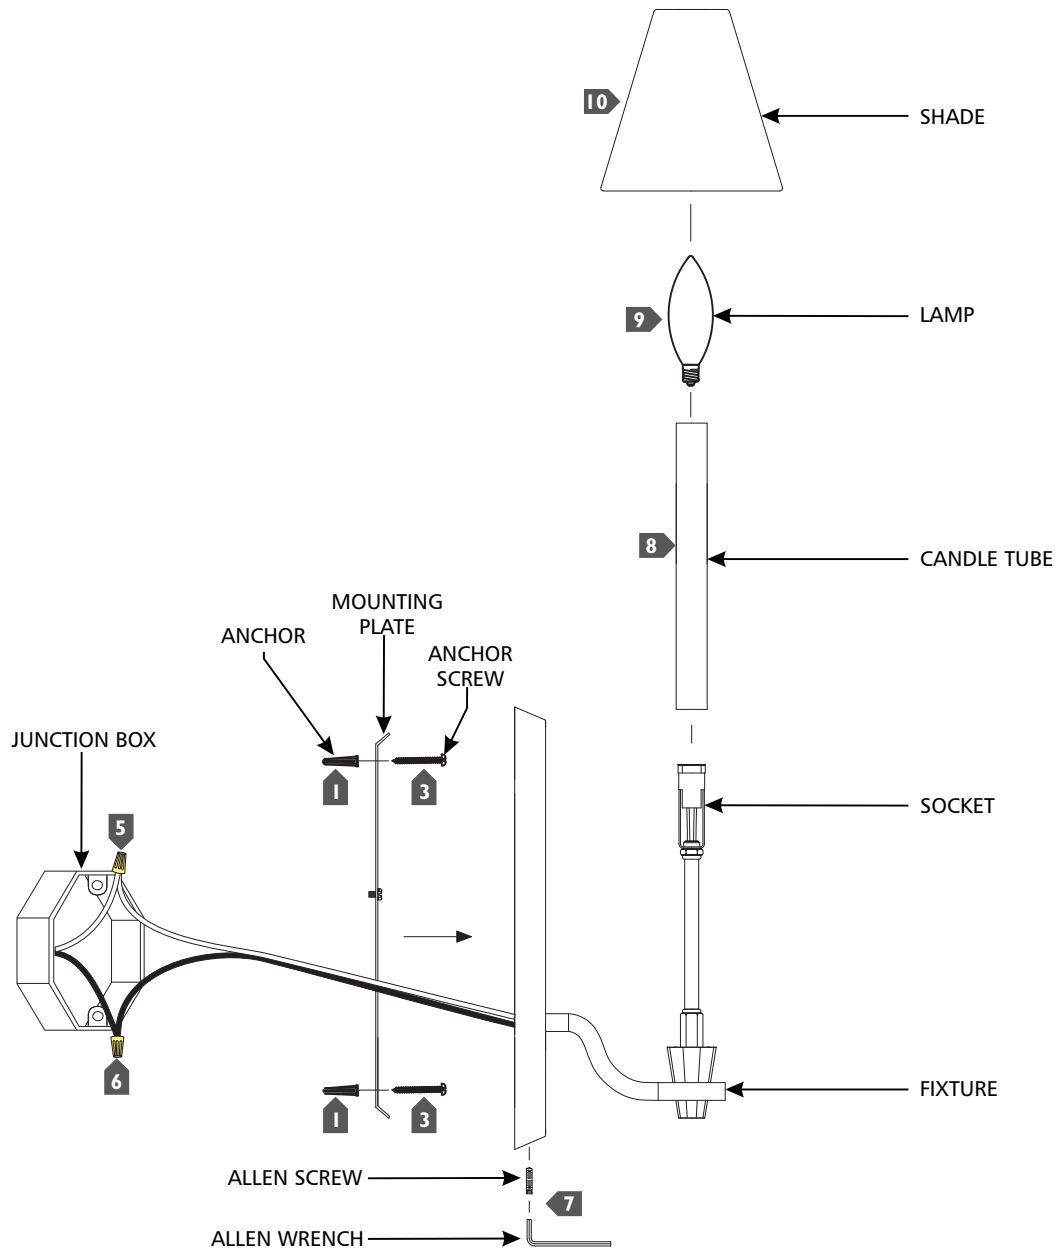 10
SHADE
9
LAMP
8
CANDLE TUBE
MOUNTING
PLATE
ANCHOR
ANCHOR
SCREW
JUNCTION BOX
1
3
SOCKET
5
6
1
3
FIXTURE
ALLEN SCREW
7
ALLEN WRENCH